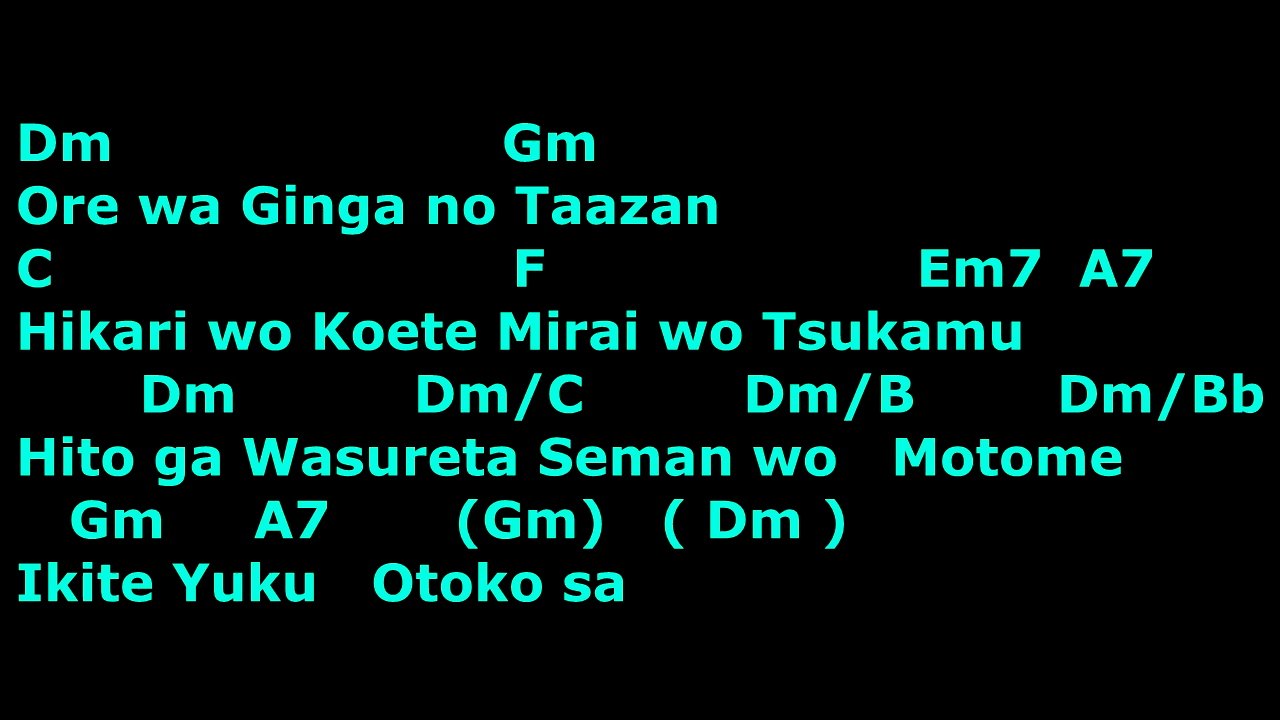 Dm Gm
Ore wa Ginga no Taazan
C F Em7 A7
Hikari wo Koete Mirai wo Tsukamu
Dm Dm/C Dm/B Dm/Bb
Hito ga Wasureta Seman wo Motome
Gm A7 (Gm) ( Dm )
Ikite Yuku Otoko sa